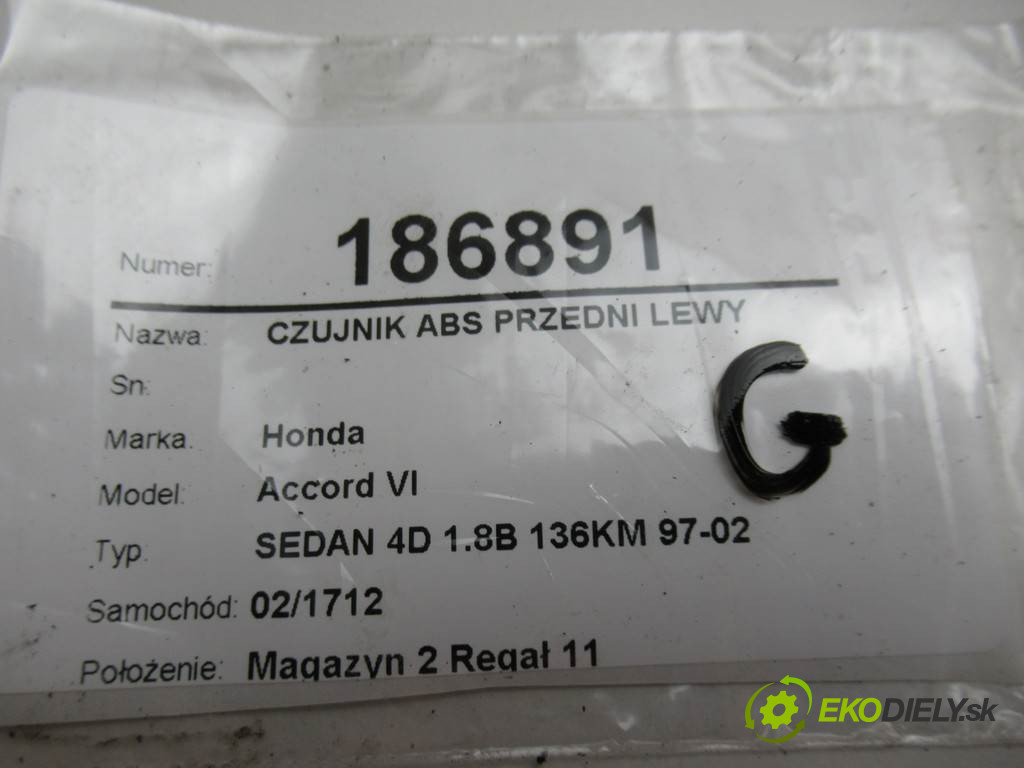 Numer: 186891
Nazwa: CZUJNIK ABS PRZEDNI LEWY
Sn:
G
Marka: Honda
Model: Accord VI
Typ: SEDAN 4D 1.8B 136KM 97-02
Samochód: 02/1712
Położenie: Magazyn 2 Regał 11
EKODIELY.sk